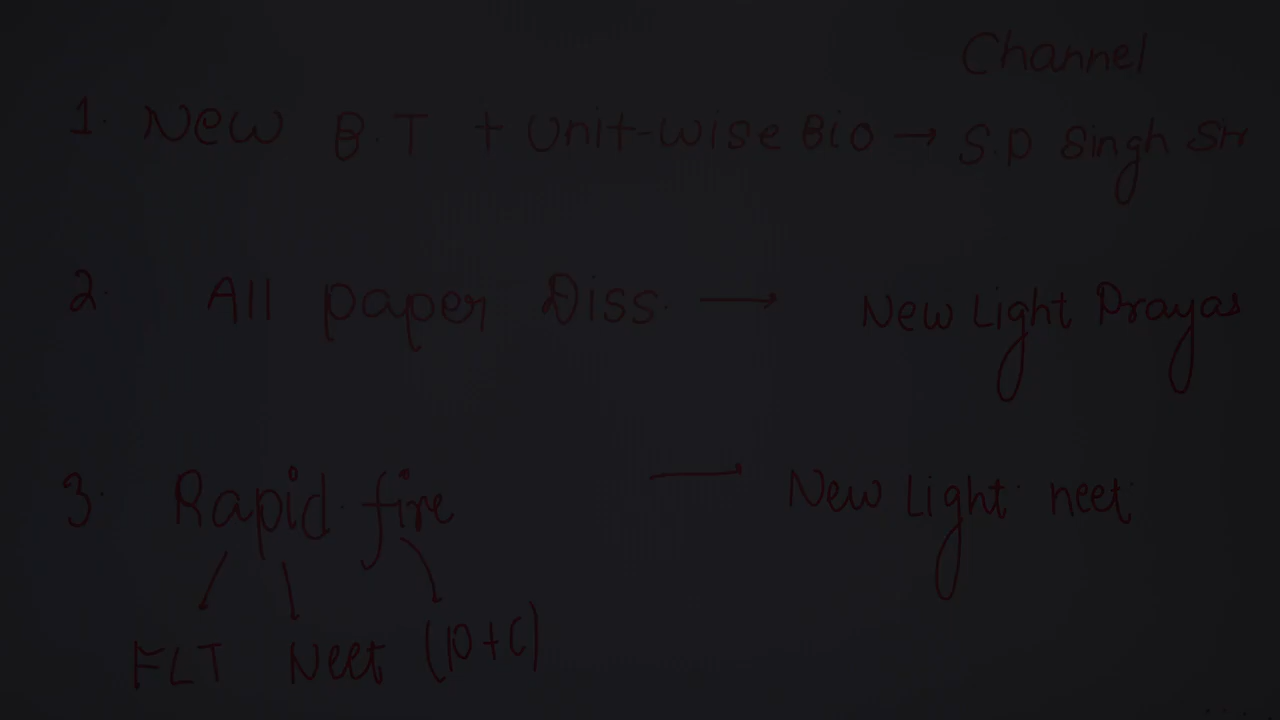 Channel
1. New B.T + Unit-wise Bio → S.P Singh Sir
2. All paper Diss. → New Light Prayas
3. Rapid fire → New Light neet
FLT Neet (P+C)